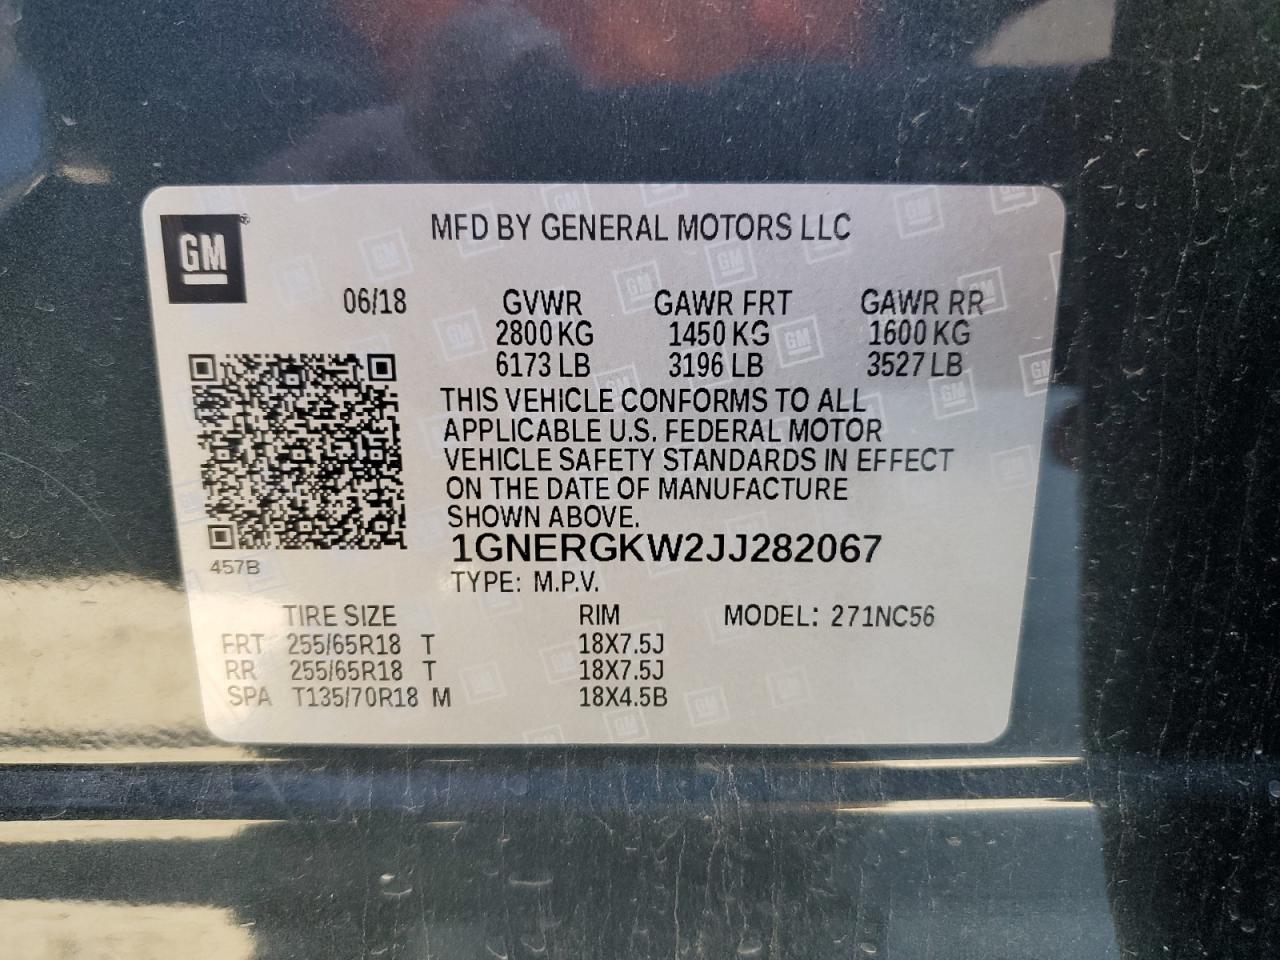 GM
MFD BY GENERAL MOTORS LLC
06/18 GVWR GAWR FRT GAWR RR
2800 KG 1450 KG 1600 KG
6173 LB 3196 LB 3527 LB
THIS VEHICLE CONFORMS TO ALL
APPLICABLE U.S. FEDERAL MOTOR
VEHICLE SAFETY STANDARDS IN EFFECT
ON THE DATE OF MANUFACTURE
SHOWN ABOVE.
1GNERGKW2JJ282067
457B
TYPE: M.P.V.
TIRE SIZE RIM MODEL: 271NC56
FRT 255/65R18 T 18X7.5J
RR 255/65R18 T 18X7.5J
SPA T135/70R18 M 18X4.5B